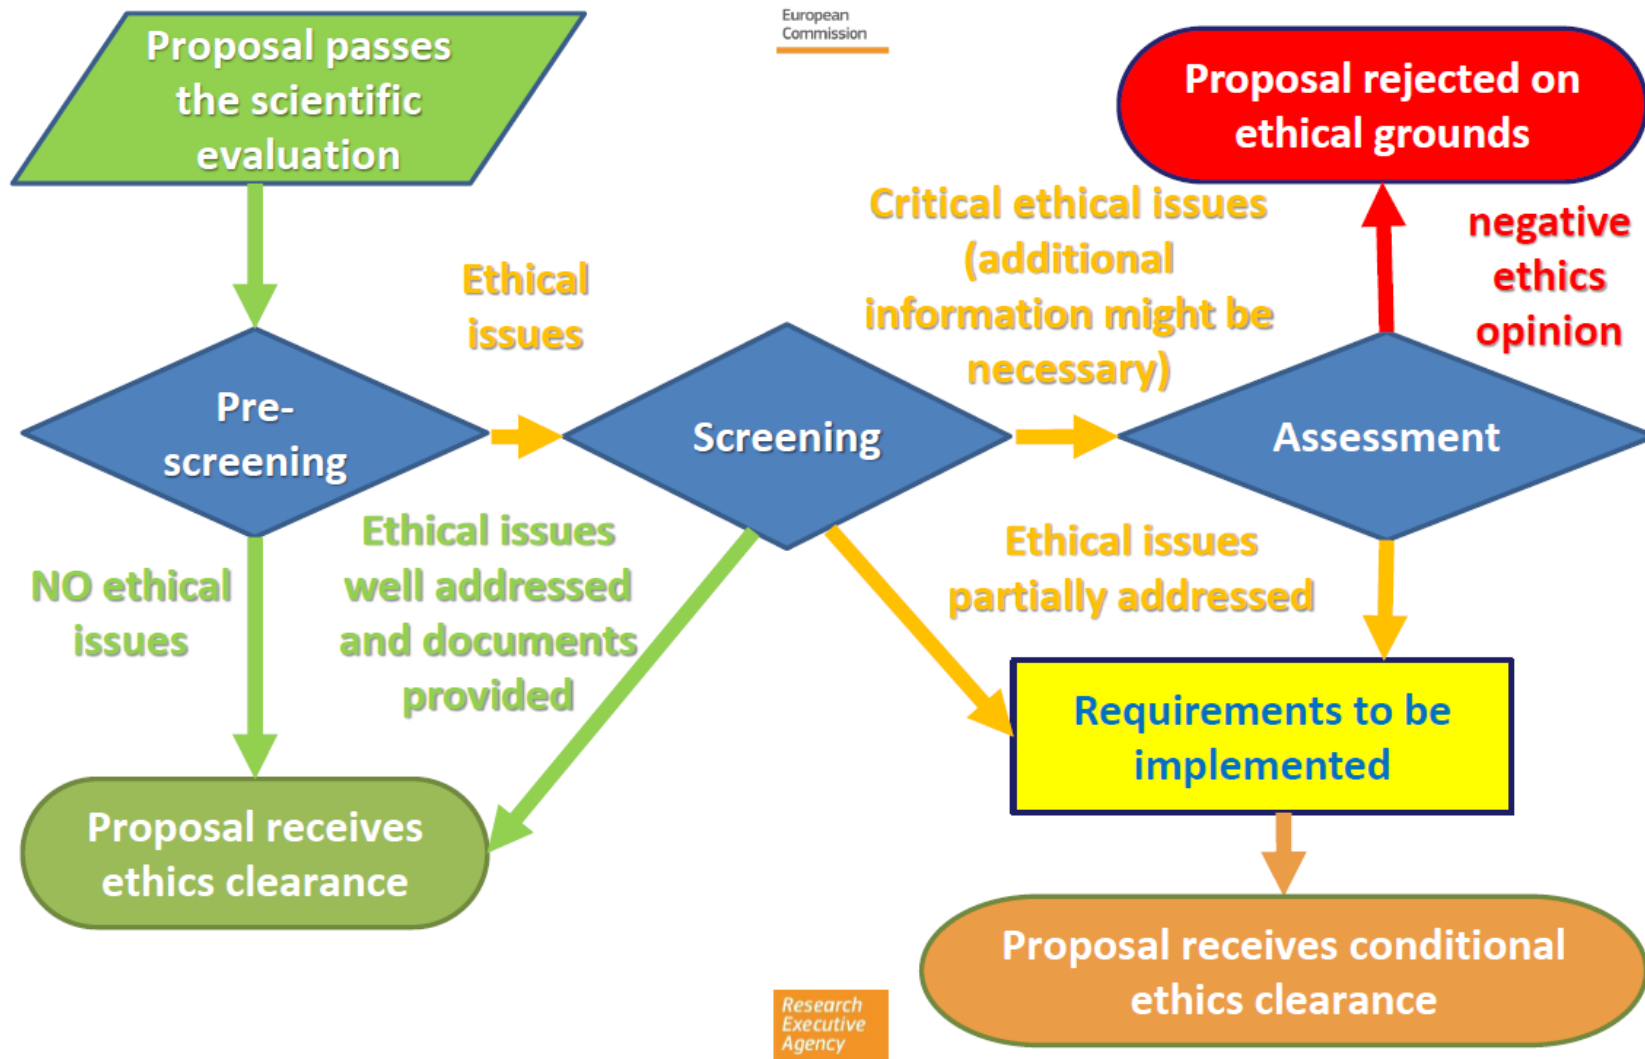 European
Commission
Proposal passes
the scientific
evaluation
Proposal rejected on
ethical grounds
Critical ethical issues
(additional
information might be
necessary)
negative
ethics
opinion
Ethical
issues
Pre-
screening
Screening
Assessment
NO ethical
issues
Ethical issues
well addressed
and documents
provided
Ethical issues
partially addressed
Requirements to be
implemented
Proposal receives
ethics clearance
Proposal receives conditional
ethics clearance
Research
Executive
Agency